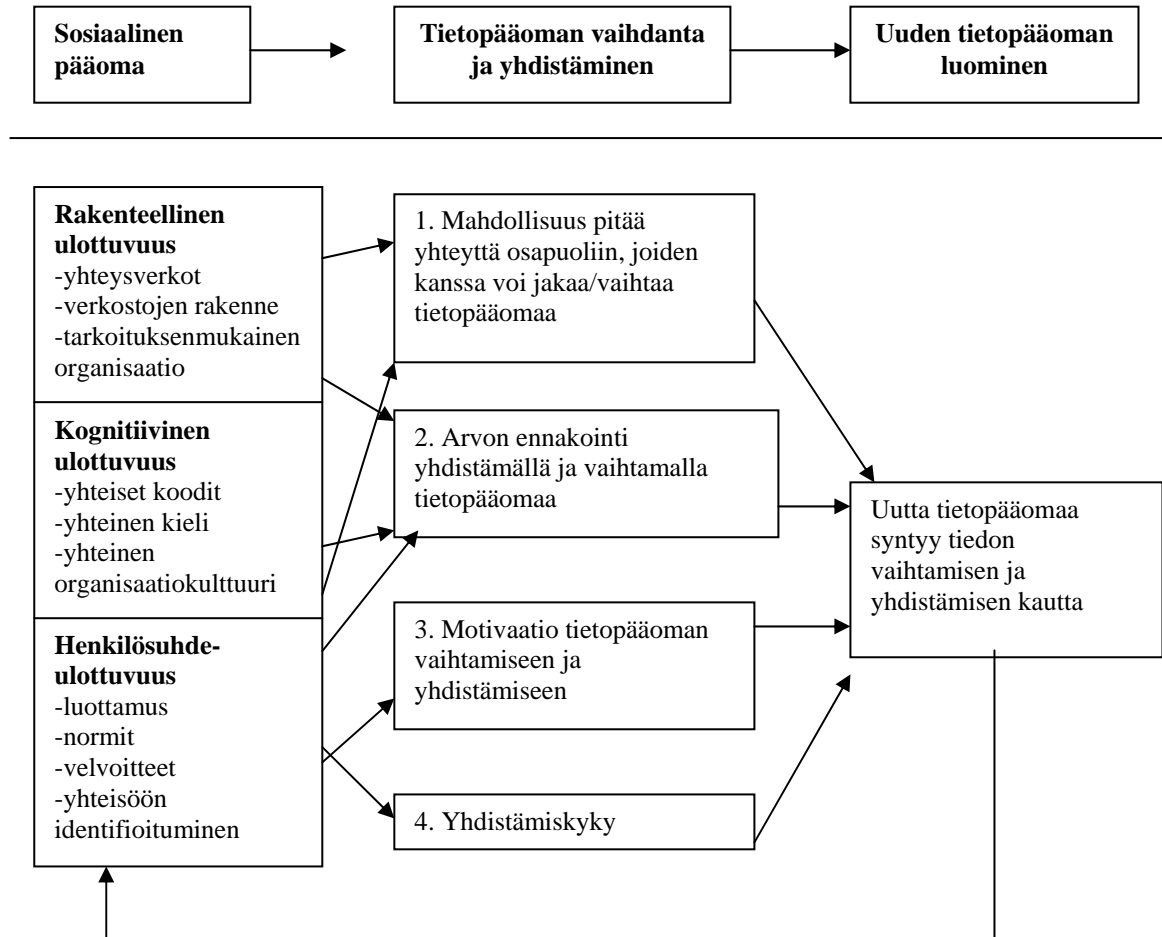 Sosiaalinen
pääoma
Tietopääoman vaihdanta
ja yhdistäminen
Uuden tietopääoman
luominen
Rakenteellinen
ulottuvuus
-yhteysverkot
-verkostojen rakenne
-tarkoituksenmukainen
organisaatio
Kognitiivinen
ulottuvuus
-yhteiset koodit
-yhteinen kieli
-yhteinen
organisaatiokulttuuri
Henkilösuhde-
ulottuvuus
-luottamus
-normit
-velvoitteet
-yhteisöön
identifioituminen
1. Mahdollisuus pitää
yhteyttä osapuoliin, joiden
kanssa voi jakaa/vaihtaa
tietopääomaa
2. Arvon ennakointi
yhdistämällä ja vaihtamalla
tietopääomaa
3. Motivaatio tietopääoman
vaihtamiseen ja
yhdistämiseen
4. Yhdistämiskyky
Uutta tietopääomaa
syntyy tiedon
vaihtamisen ja
yhdistämisen kautta